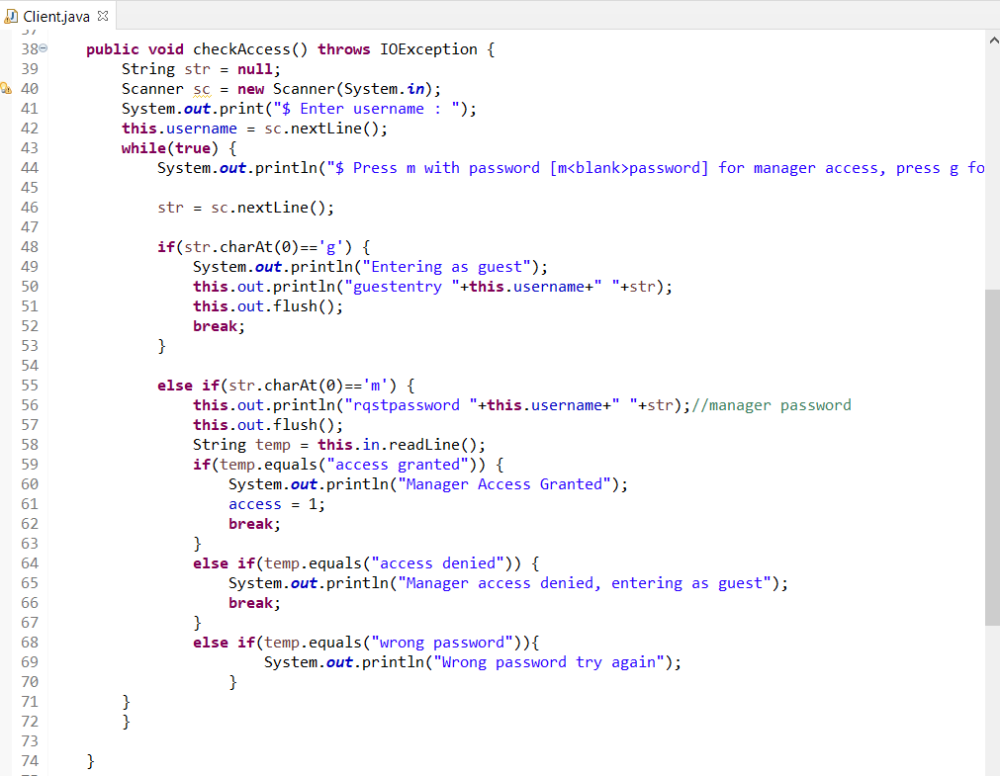 Client.java
37
38 public void checkAccess() throws IOException {
39 String str = null;
40 Scanner sc = new Scanner(System.in);
41 System.out.print("$ Enter username : ");
42 this.username = sc.nextLine();
43 while(true) {
44 System.out.println("$ Press m with password [m<blank>password] for manager access, press g fo
45
46 str = sc.nextLine();
47
48 if(str.charAt(0)=='g') {
49 System.out.println("Entering as guest");
50 this.out.println("guestentry "+this.username+" "+str);
51 this.out.flush();
52 break;
53 }
54
55 else if(str.charAt(0)=='m') {
56 this.out.println("rqstpassword "+this.username+" "+str);//manager password
57 this.out.flush();
58 String temp = this.in.readLine();
59 if(temp.equals("access granted")) {
60 System.out.println("Manager Access Granted");
61 access = 1;
62 break;
63 }
64 else if(temp.equals("access denied")) {
65 System.out.println("Manager access denied, entering as guest");
66 break;
67 }
68 else if(temp.equals("wrong password")){
69 System.out.println("Wrong password try again");
70 }
71 }
72 }
73
74 }